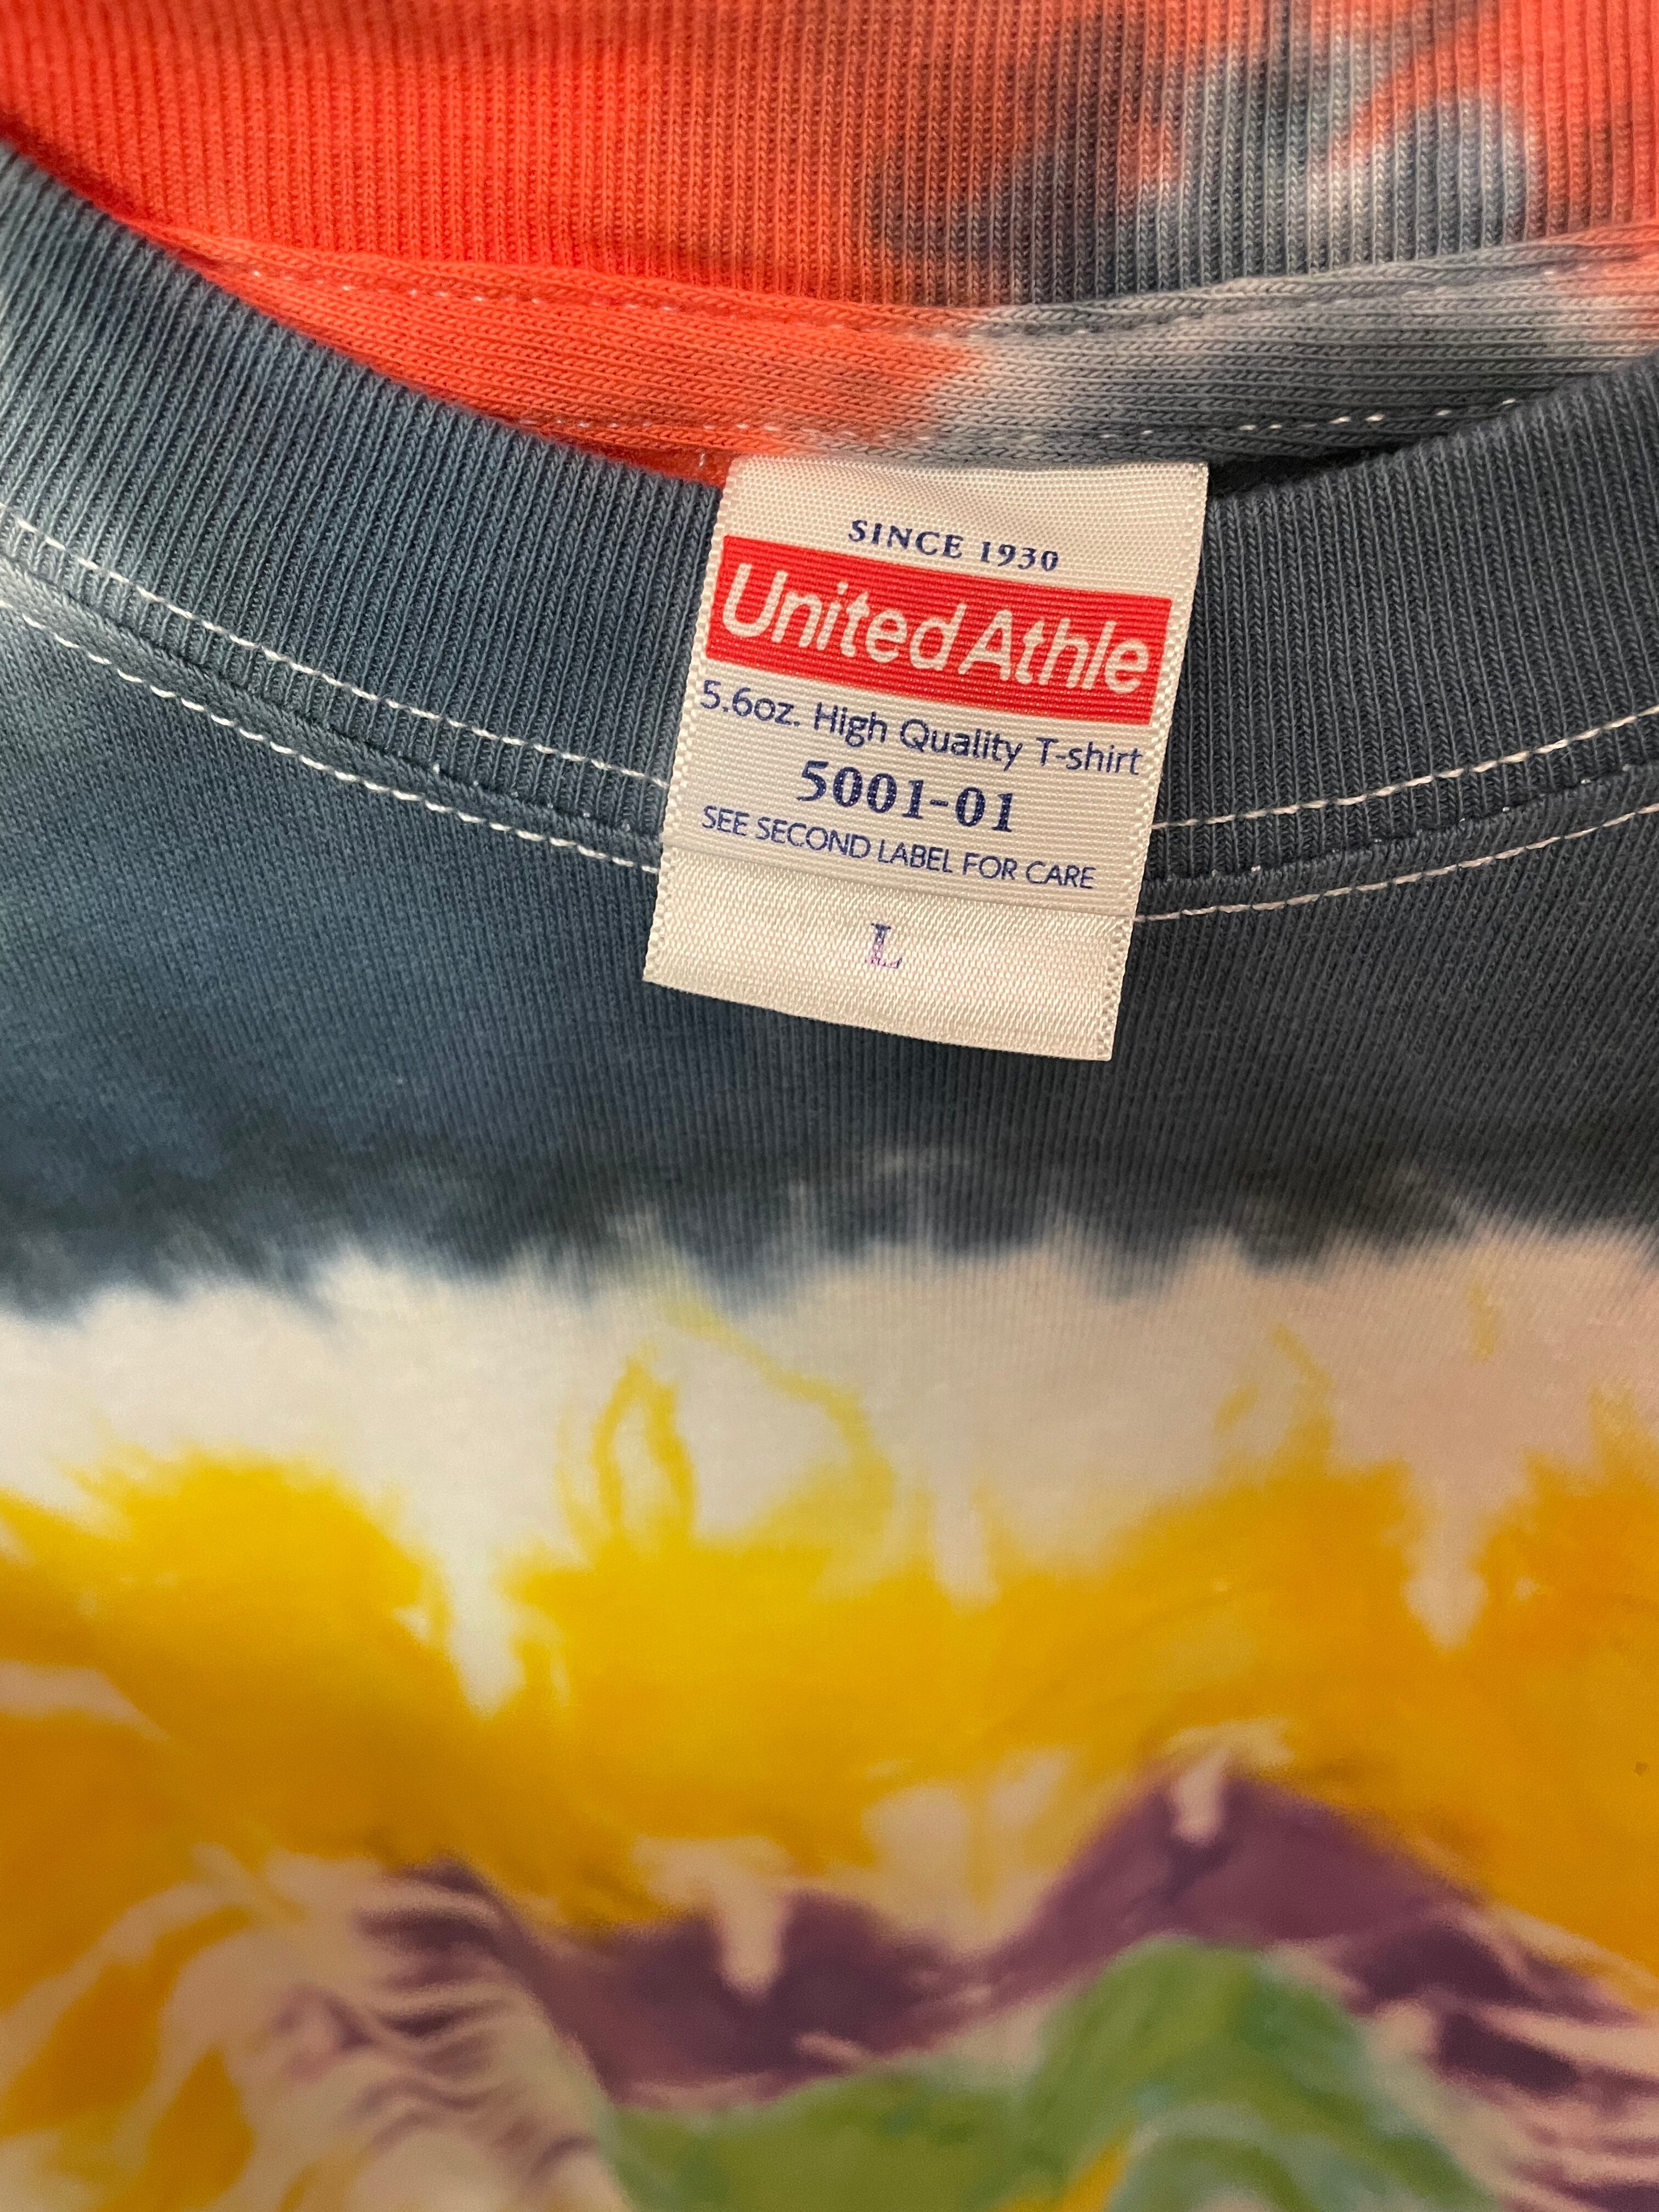 SINCE 1930
United Athle
5.6oz. High Quality T-shirt
5001-01
SEE SECOND LABEL FOR CARE
L